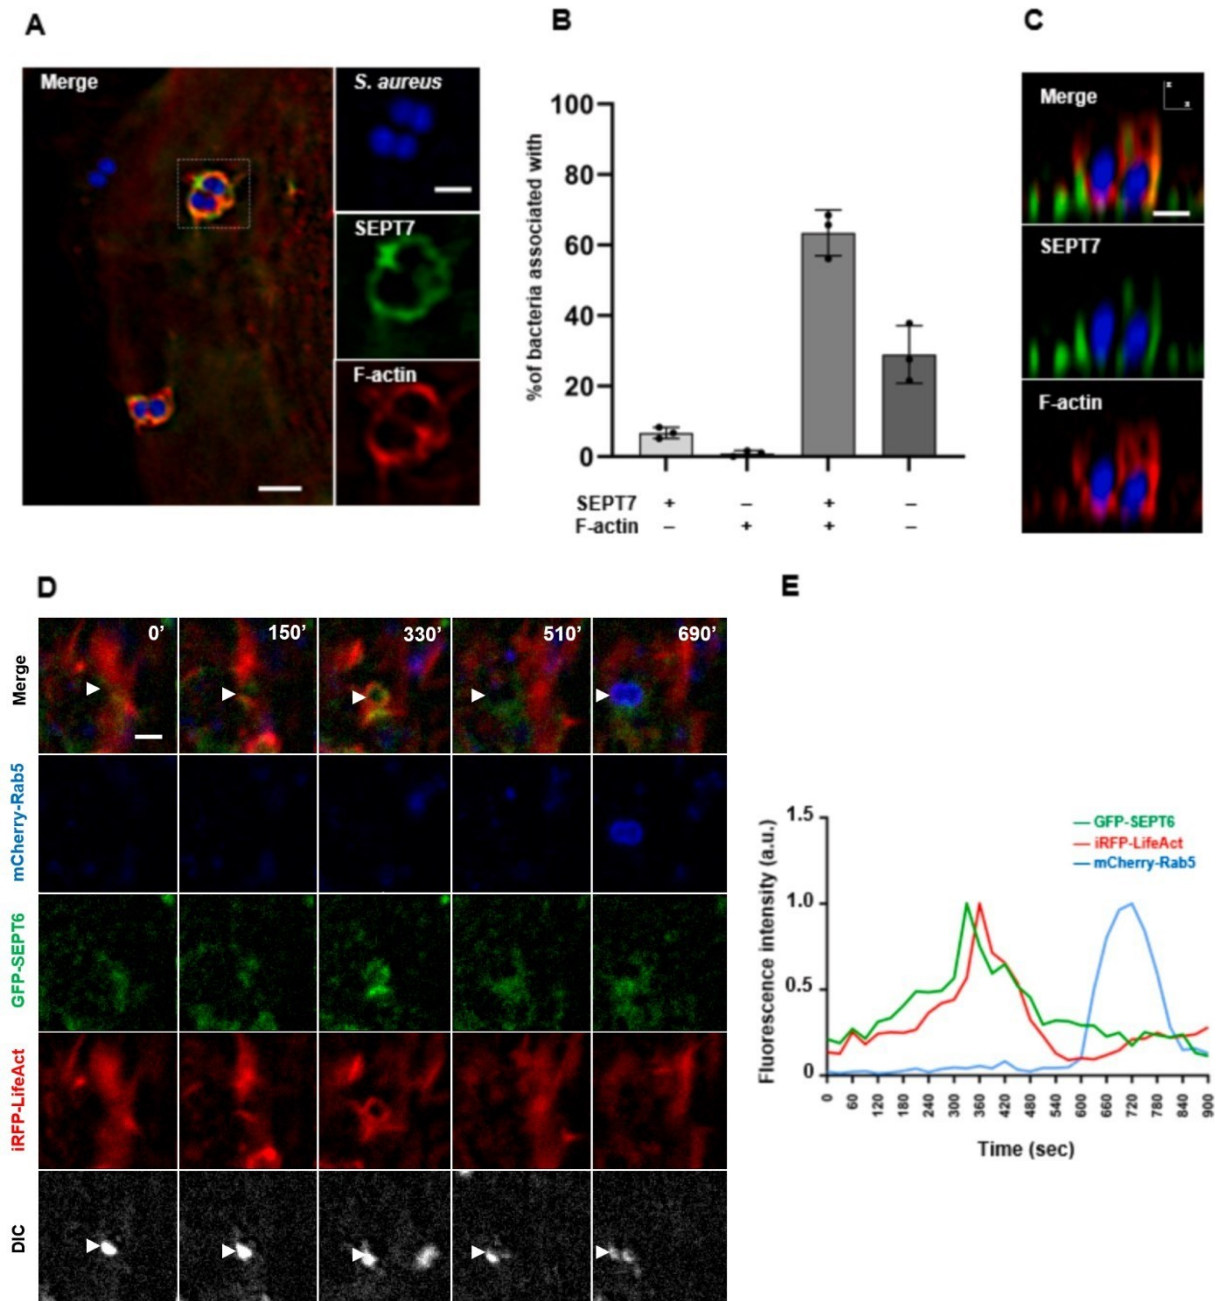 A
Merge
S. aureus
SEPT7
F-actin
B
%of bacteria associated with
100
80
60
40
20
0
SEPT7 + – + –
F-actin – + + –
C
Merge
z
x
SEPT7
F-actin
D
0’ 150’ 330’ 510’ 690’
Merge
mCherry-Rab5
GFP-SEPT6
iRFP-LifeAct
DIC
E
Fluorescence intensity (a.u.)
1.5
1.0
0.5
0
GFP-SEPT6
iRFP-LifeAct
mCherry-Rab5
0 60 120 180 240 300 360 420 480 540 600 660 720 780 840 900
Time (sec)